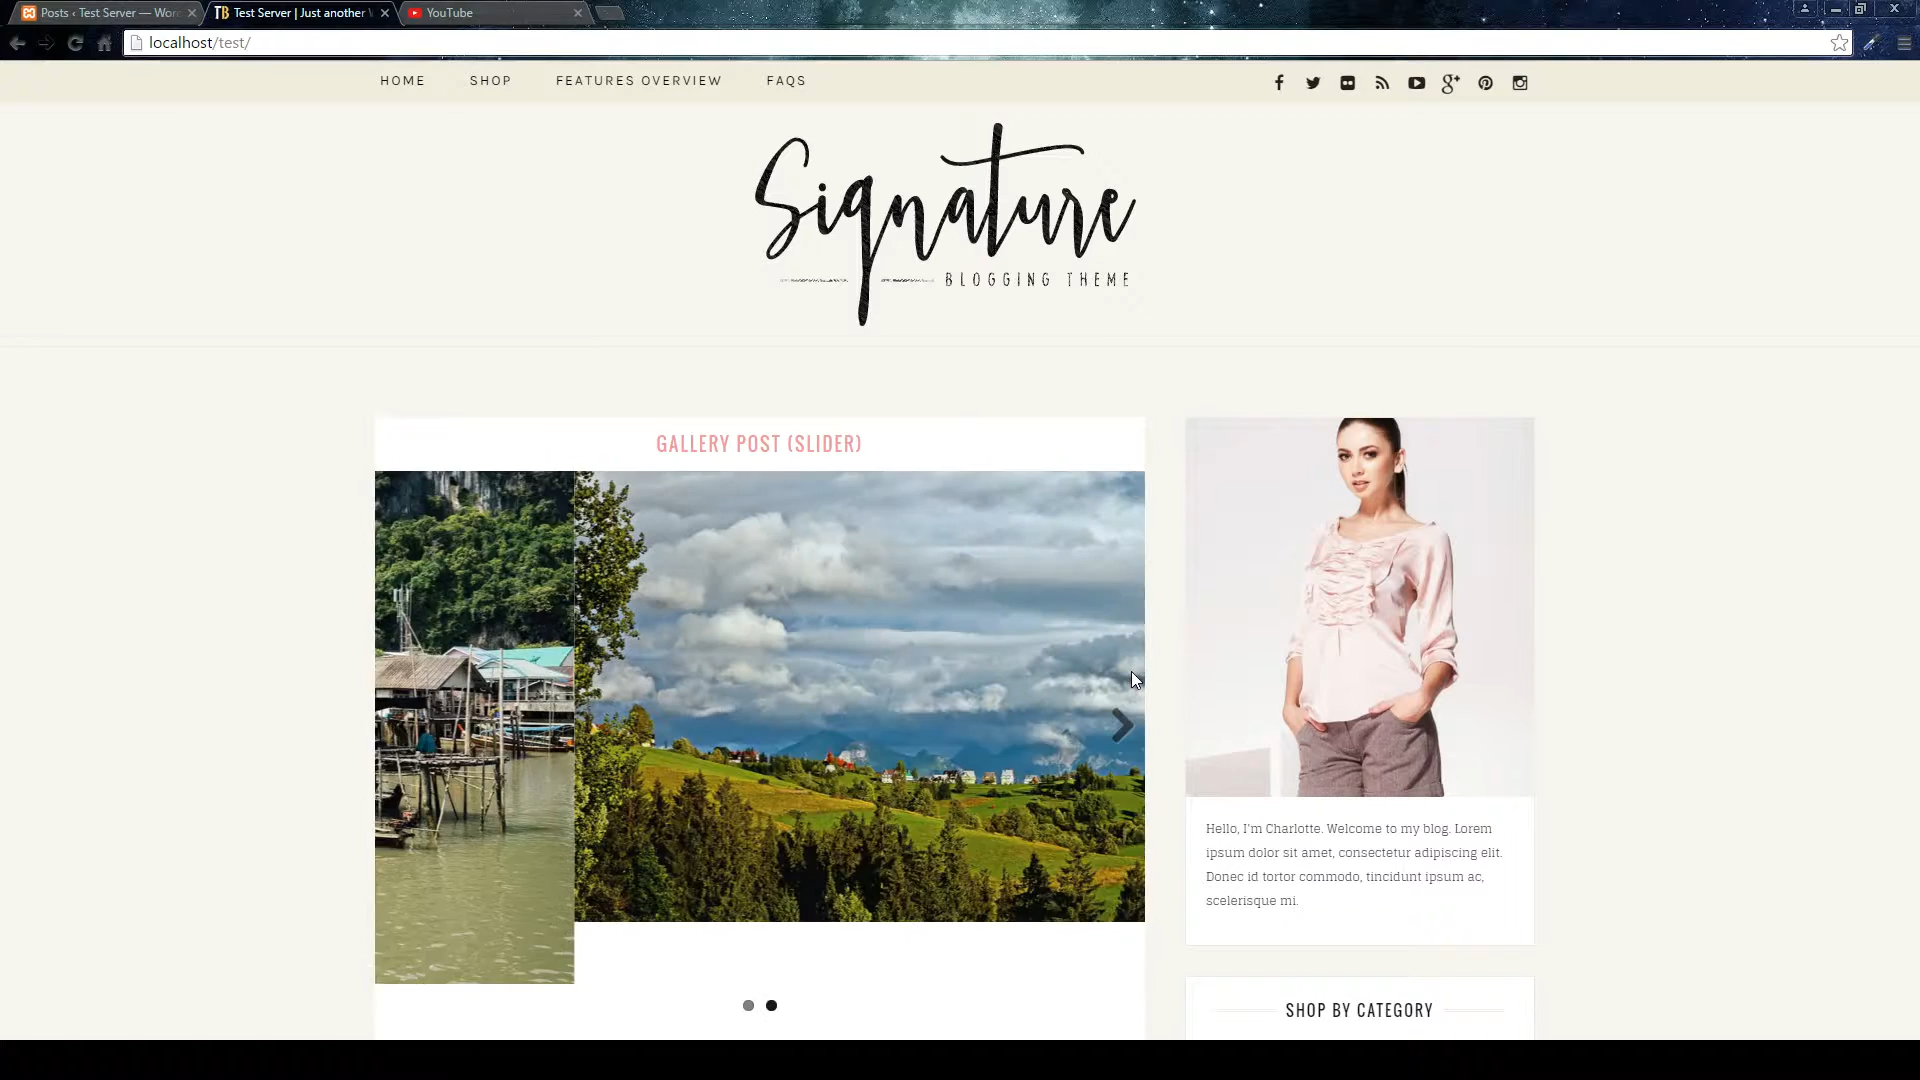 Posts ‹ Test Server — Wor
Test Server | Just another
YouTube
localhost/test/
HOME
SHOP
FEATURES OVERVIEW
FAQS
Signature
BLOGGING THEME
GALLERY POST (SLIDER)
Hello, I'm Charlotte. Welcome to my blog. Lorem
ipsum dolor sit amet, consectetur adipiscing elit.
Donec id tortor commodo, tincidunt ipsum ac,
scelerisque mi.
SHOP BY CATEGORY